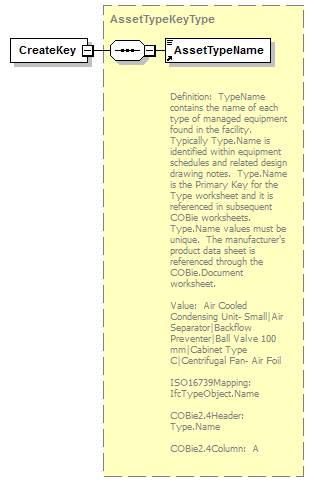 AssetTypeKeyType
CreateKey
AssetTypeName
Definition:  TypeName
contains the name of each
type of managed equipment
found in the facility.
Typically Type.Name is
identified within equipment
schedules and related design
drawing notes.  Type.Name
is the Primary Key for the
Type worksheet and it is
referenced in subsequent
COBie worksheets.
Type.Name values must be
unique.  The manufacturer's
product data sheet is
referenced through the
COBie.Document
worksheet.
Value:  Air Cooled
Condensing Unit- Small|Air
Separator|Backflow
Preventer|Ball Valve 100
mm|Cabinet Type
C|Centrifugal Fan- Air Foil
ISO16739Mapping:
IfcTypeObject.Name
COBie2.4Header:
Type.Name
COBie2.4Column:  A